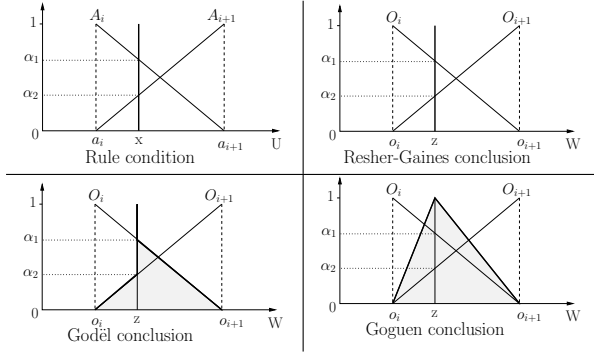 1 A_i A_{i+1}
α_1
α_2
0 a_i x a_{i+1} U
Rule condition
1 O_i O_{i+1}
α_1
α_2
0 o_i z o_{i+1} W
Resher-Gaines conclusion
1 O_i O_{i+1}
α_1
α_2
0 o_i z o_{i+1} W
Godël conclusion
1 O_i O_{i+1}
α_1
α_2
0 o_i z o_{i+1} W
Goguen conclusion